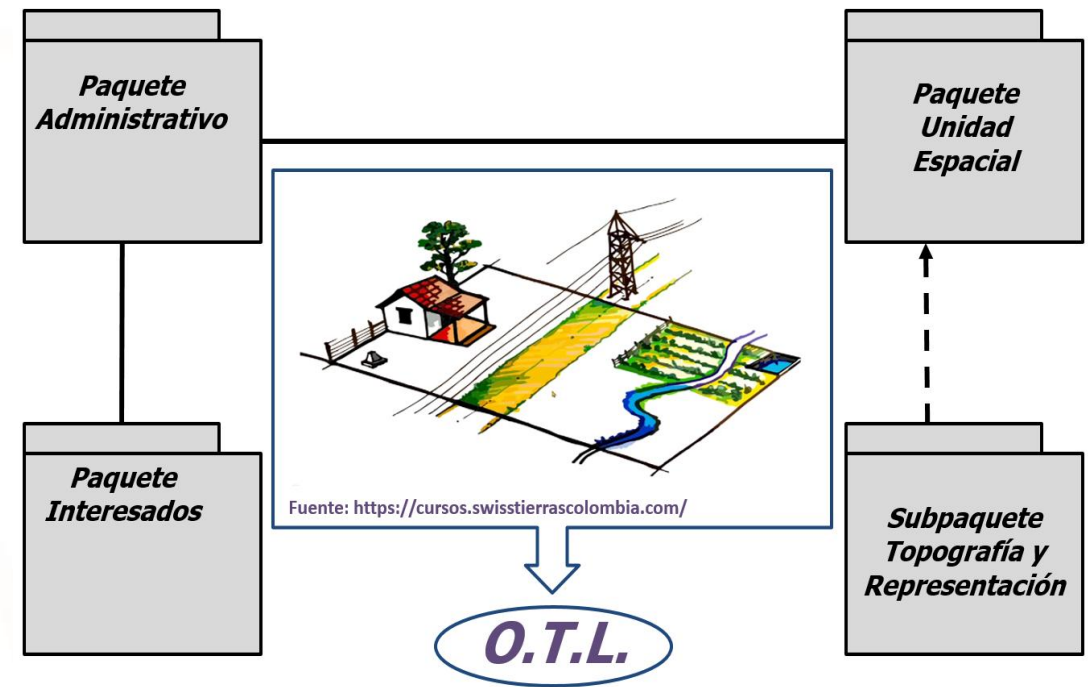 Paquete
Administrativo
Paquete
Unidad
Espacial
Fuente: https://cursos.swisstierrascolombia.com/
Paquete
Interesados
Subpaquete
Topografía y
Representación
O.T.L.